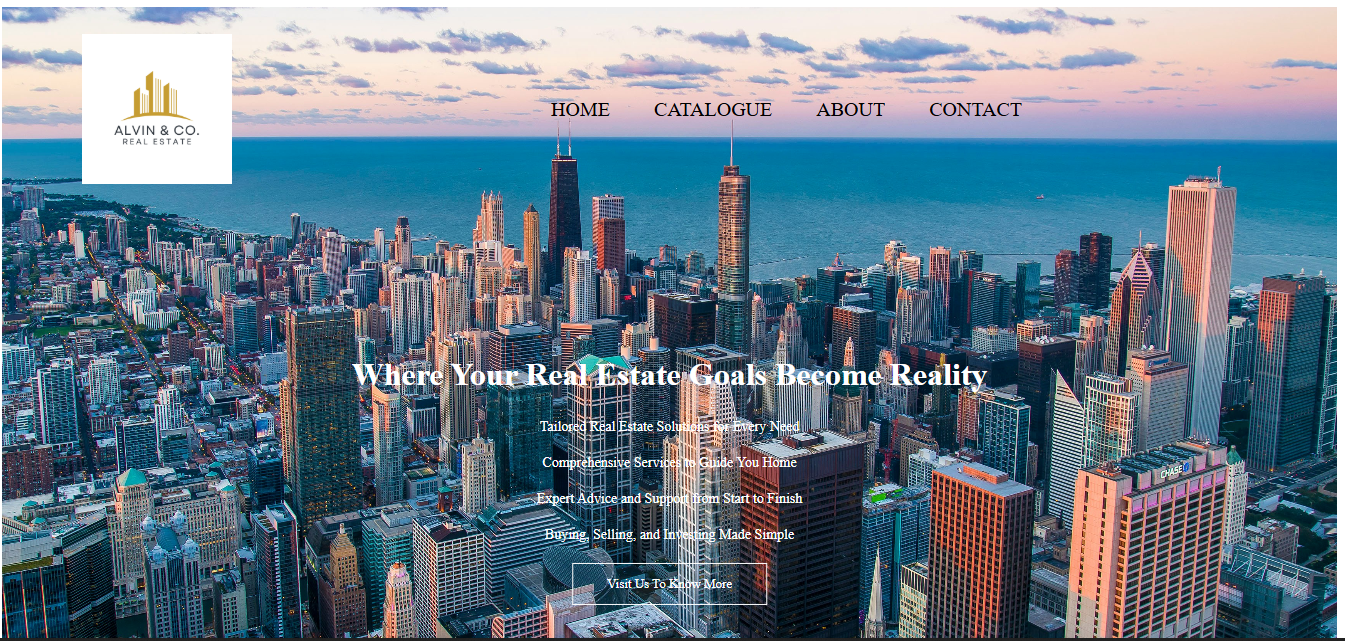 ALVIN & CO.
REAL ESTATE
HOME CATALOGUE ABOUT CONTACT
Where Your Real Estate Goals Become Reality
Tailored Real Estate Solutions for Every Need
Comprehensive Services to Guide You Home
Expert Advice and Support from Start to Finish
Buying, Selling, and Investing Made Simple
CHASE
Visit Us To Know More